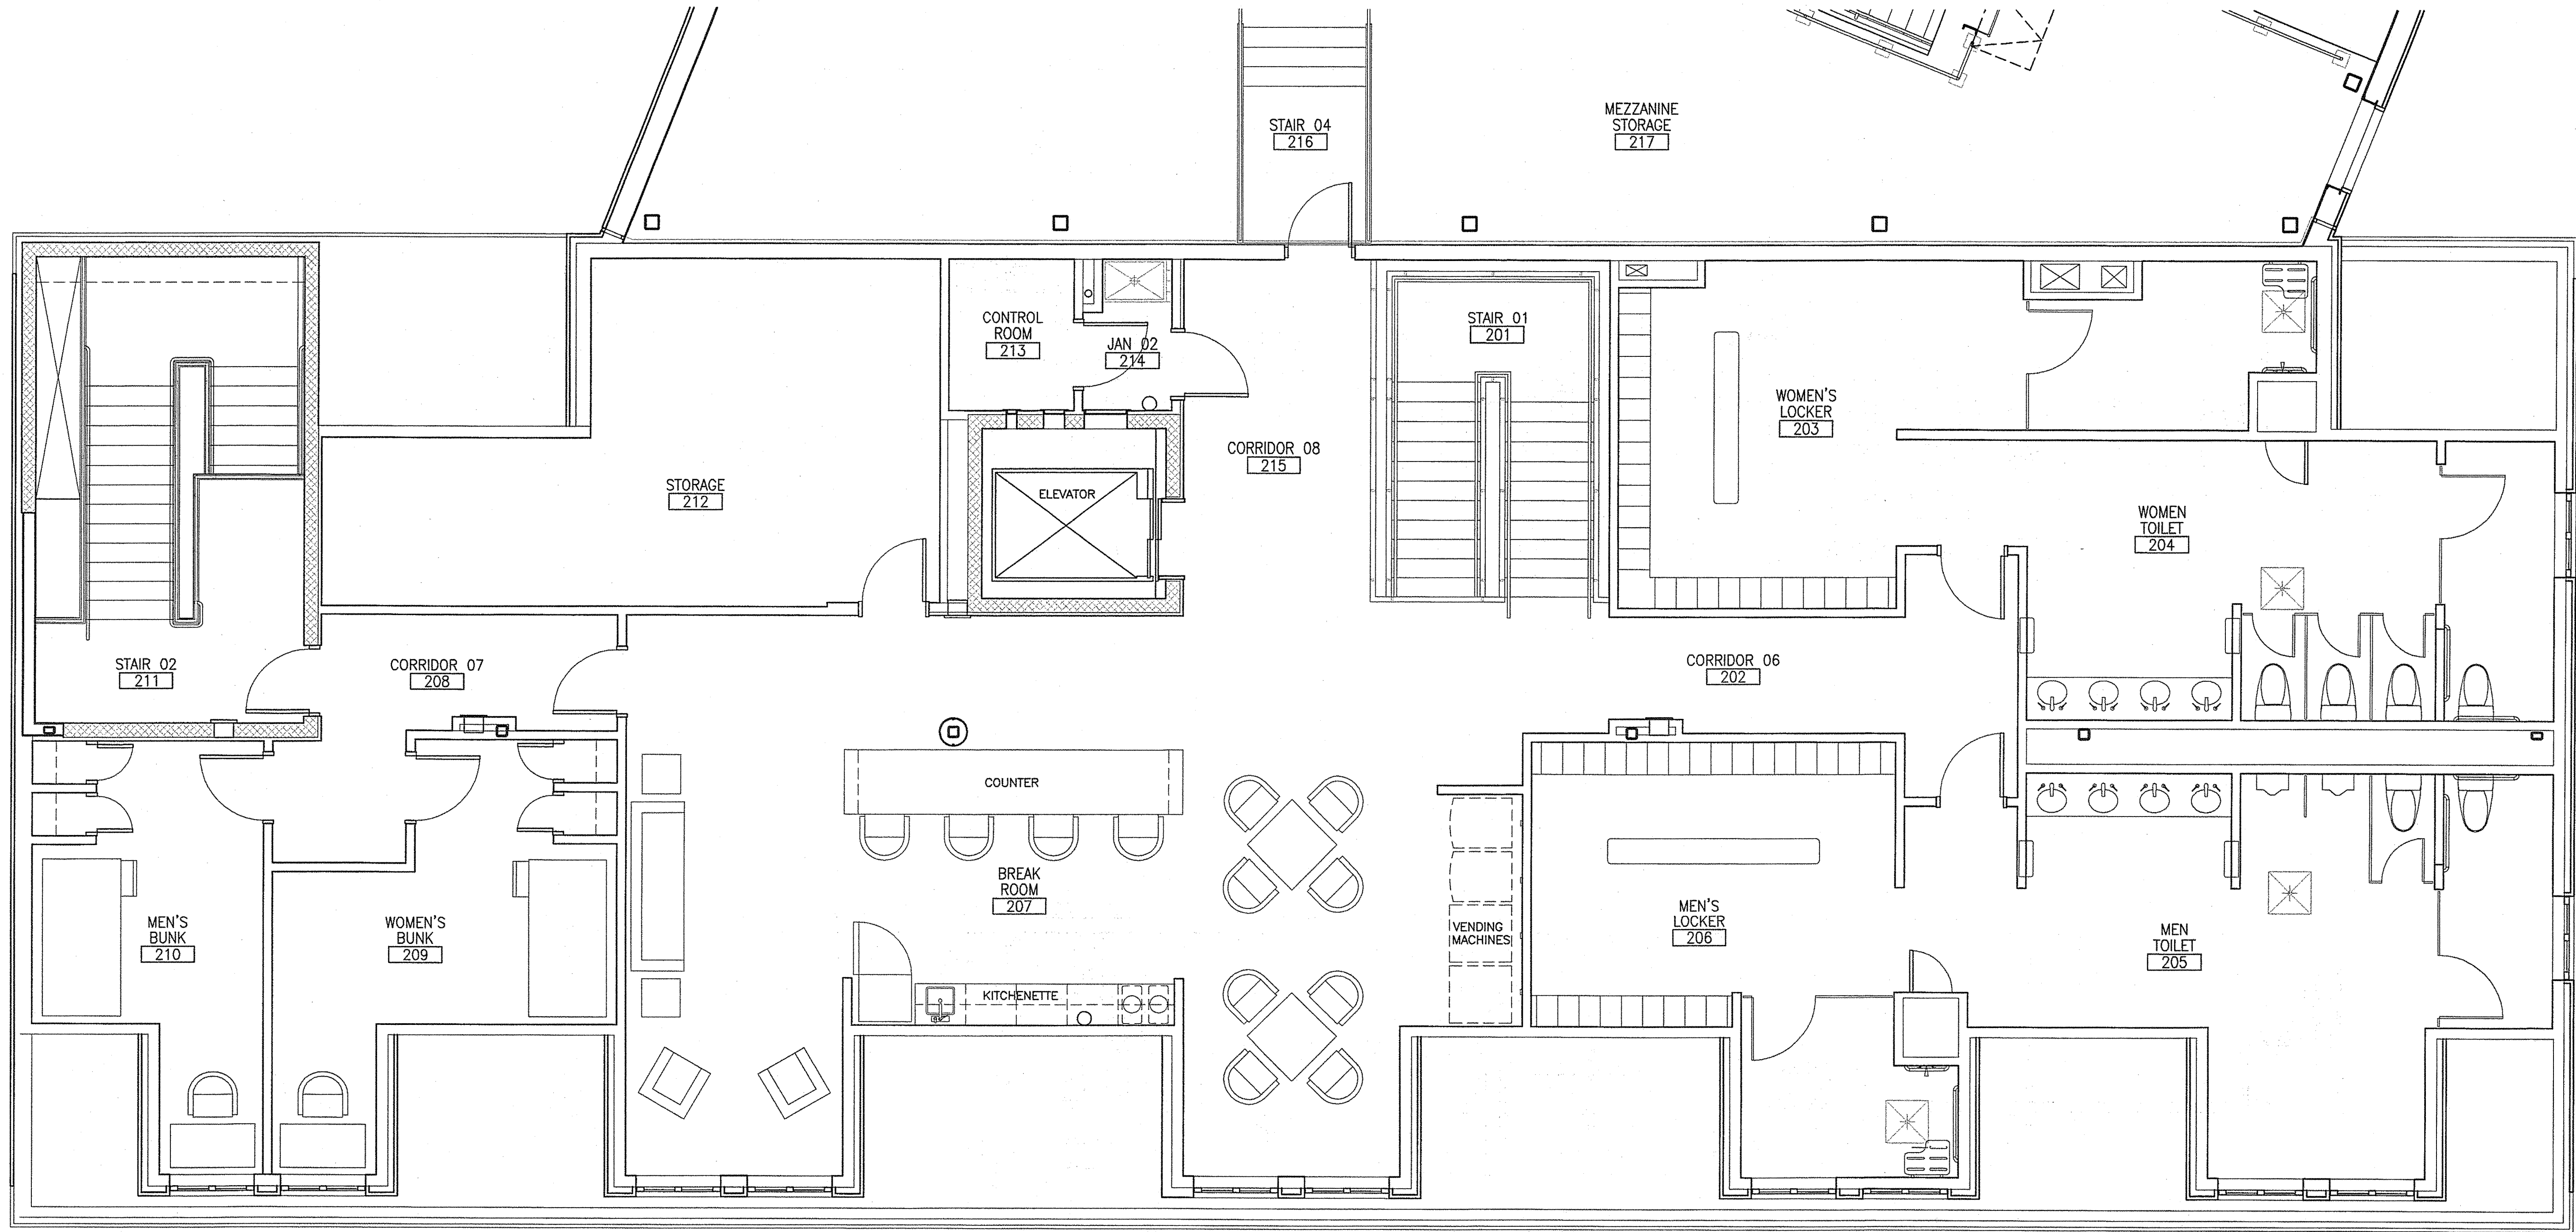 STAIR 04
216
MEZZANINE
STORAGE
217
CONTROL
ROOM
213
JAN 02
214
STAIR 01
201
WOMEN'S
LOCKER
203
CORRIDOR 08
215
STORAGE
212
ELEVATOR
WOMEN
TOILET
204
STAIR 02
211
CORRIDOR 07
208
CORRIDOR 06
202
COUNTER
BREAK
ROOM
207
MEN'S
BUNK
210
WOMEN'S
BUNK
209
VENDING
MACHINES
MEN'S
LOCKER
206
MEN
TOILET
205
KITCHENETTE